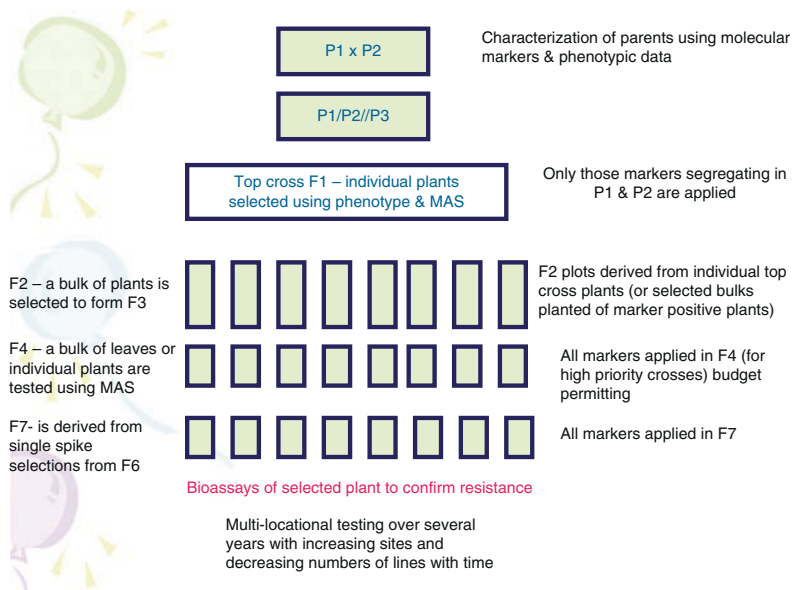 P1 x P2
Characterization of parents using molecular
markers & phenotypic data
P1/P2//P3
Top cross F1 – individual plants
selected using phenotype & MAS
Only those markers segregating in
P1 & P2 are applied
F2 – a bulk of plants is
selected to form F3
F2 plots derived from individual top
cross plants (or selected bulks
planted of marker positive plants)
F4 – a bulk of leaves or
individual plants are
tested using MAS
All markers applied in F4 (for
high priority crosses) budget
permitting
F7- is derived from
single spike
selections from F6
All markers applied in F7
Bioassays of selected plant to confirm resistance
Multi-locational testing over several
years with increasing sites and
decreasing numbers of lines with time